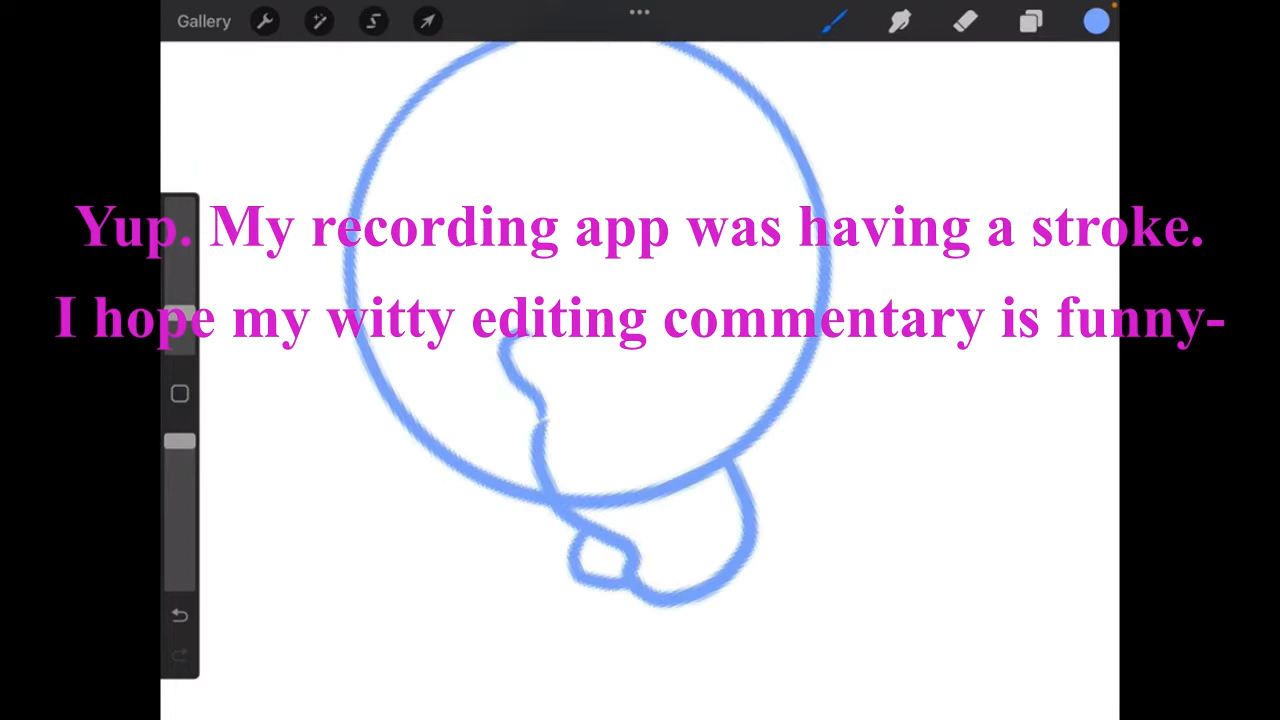 Gallery
Yup. My recording app was having a stroke.
I hope my witty editing commentary is funny-